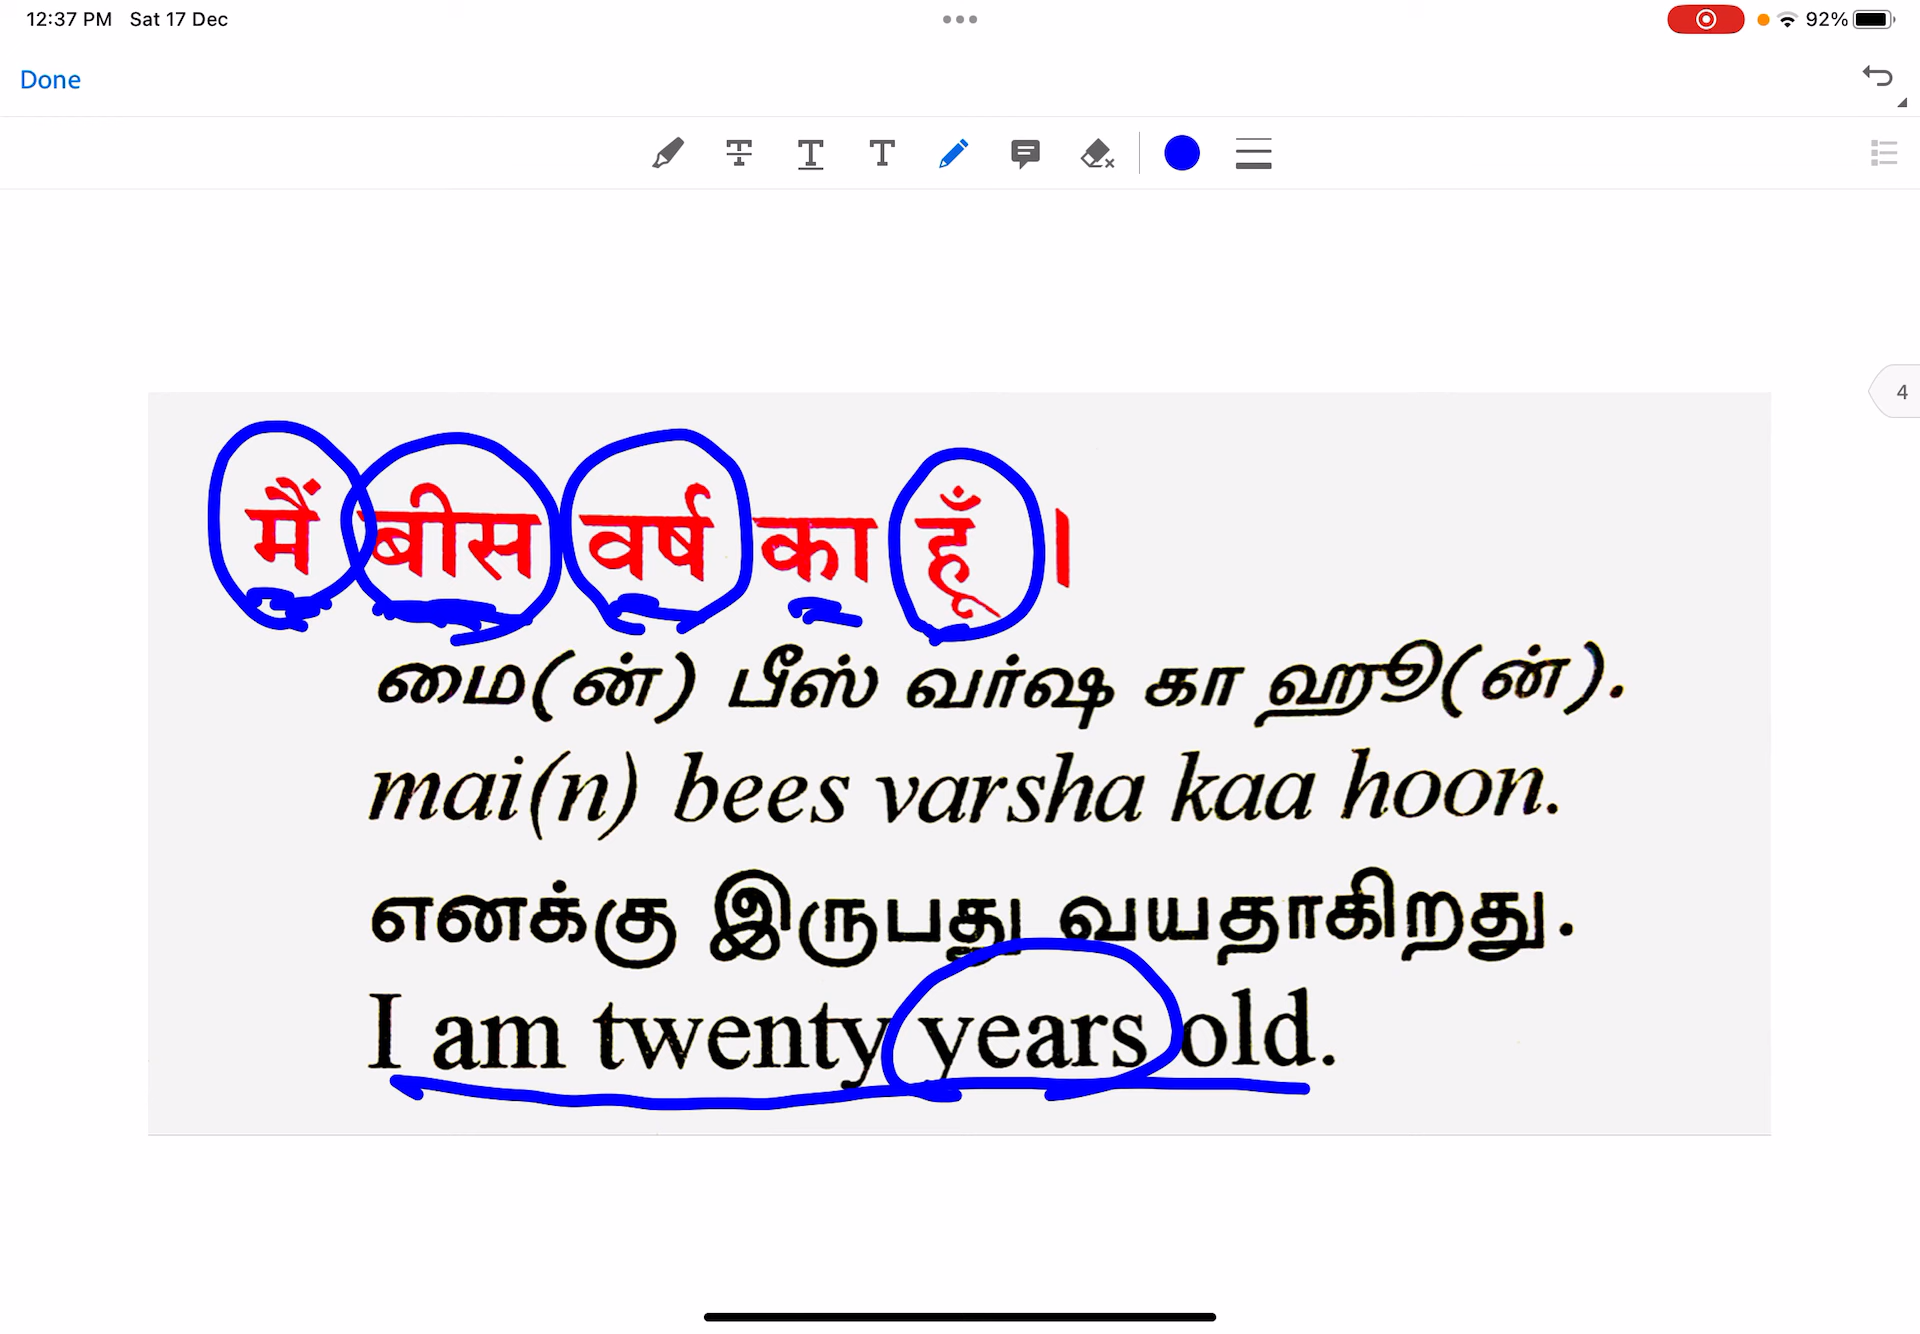 12:37 PM Sat 17 Dec
92%
Done
4
मैं बीस वर्ष का हूँ।
மை(ன்) பீஸ் வர்ஷ கா ஹூ(ன்).
mai(n) bees varsha kaa hoon.
எனக்கு இருபது வயதாகிறது.
I am twenty years old.